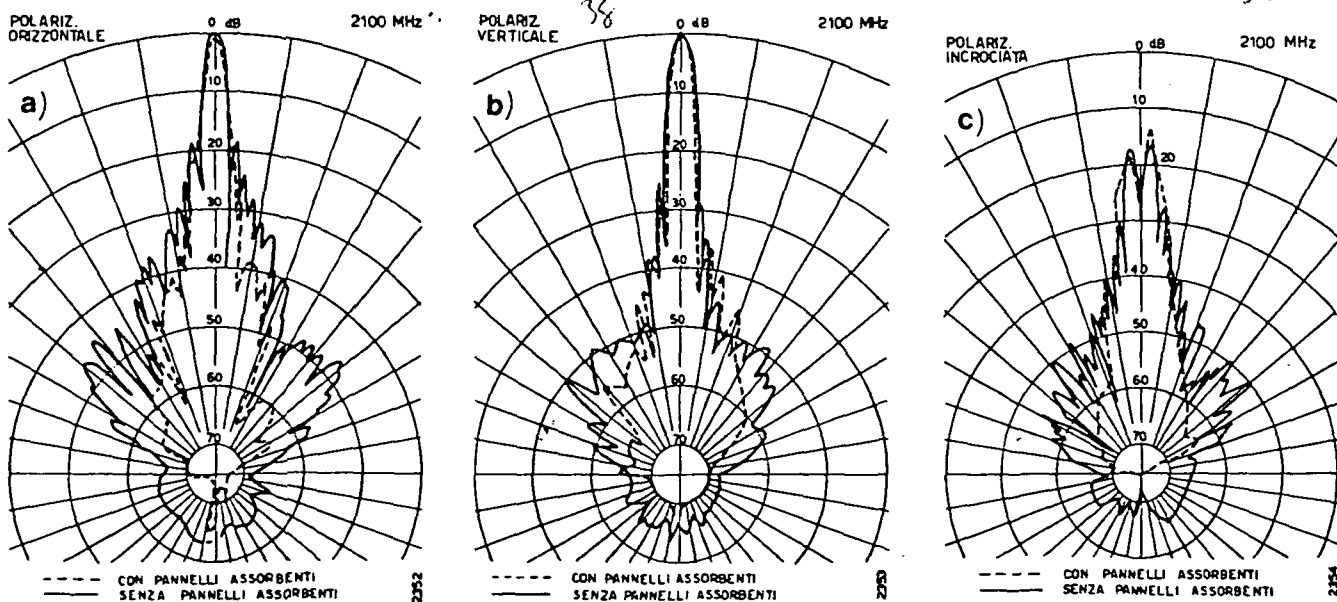 POLARIZ.
ORIZZONTALE
0 dB
2100 MHz
a)
10
20
30
40
50
60
70
- - - - CON PANNELLI ASSORBENTI
——— SENZA PANNELLI ASSORBENTI
2352
38
POLARIZ.
VERTICALE
0 dB
2100 MHz
b)
10
20
30
40
50
60
70
- - - - CON PANNELLI ASSORBENTI
——— SENZA PANNELLI ASSORBENTI
2353
POLARIZ.
INCROCIATA
0 dB
2100 MHz
c)
10
20
40
50
60
70
- - - - CON PANNELLI ASSORBENTI
——— SENZA PANNELLI ASSORBENTI
2354